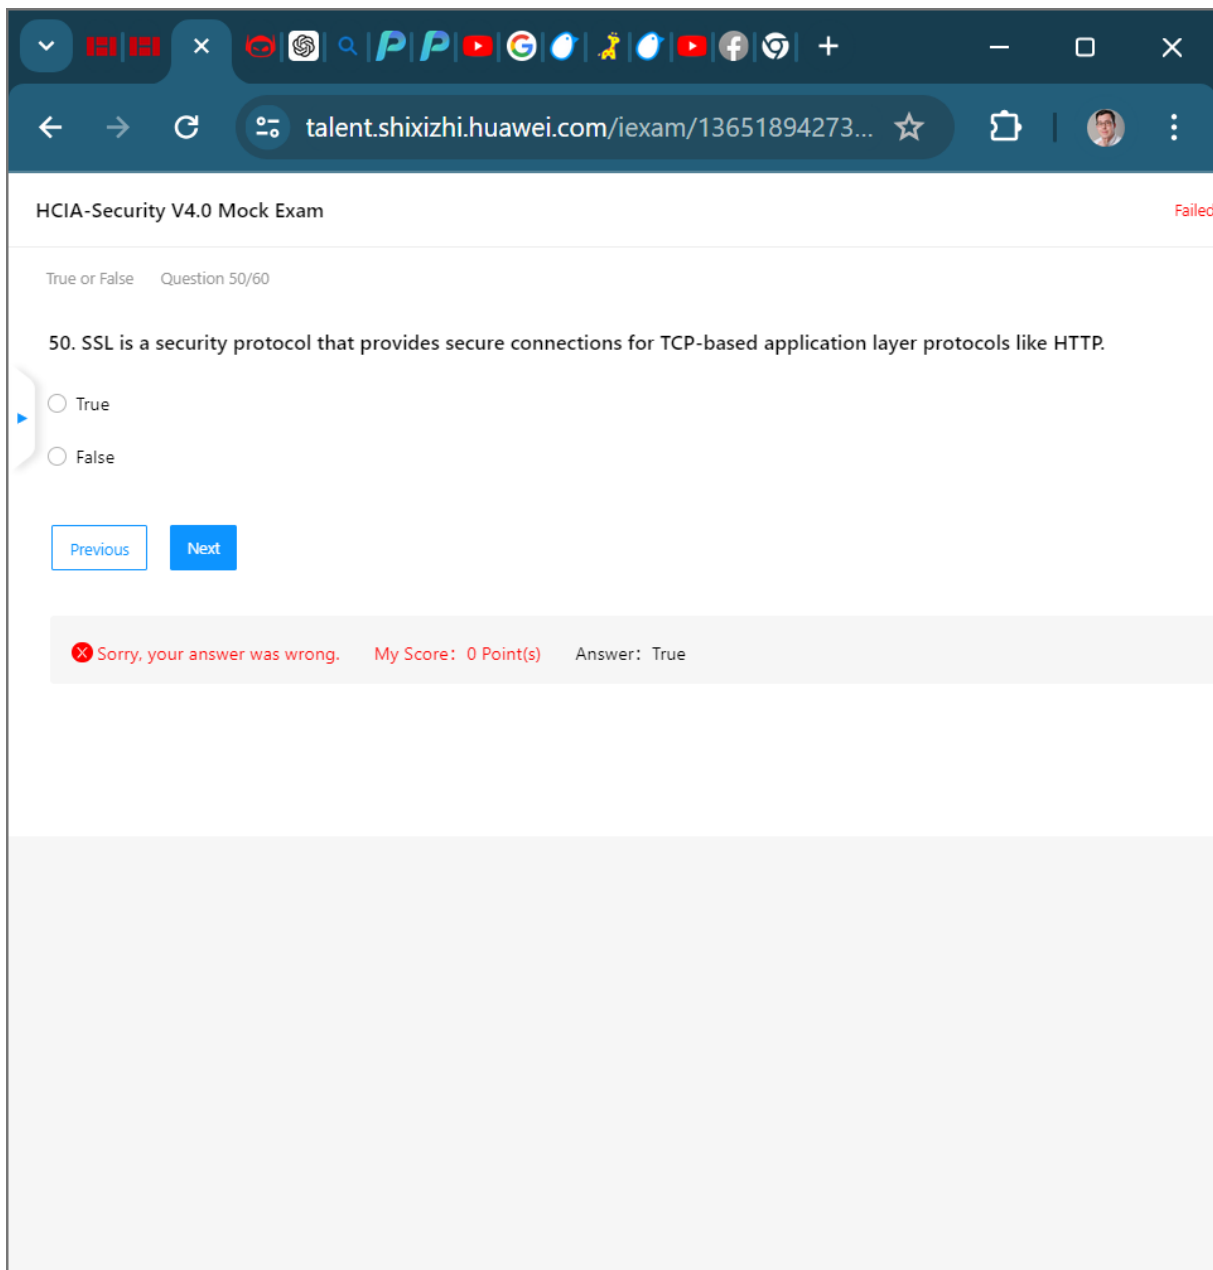 talent.shixizhi.huawei.com/iexam/13651894273...
HCIA-Security V4.0 Mock Exam
Failed
True or False Question 50/60
50. SSL is a security protocol that provides secure connections for TCP-based application layer protocols like HTTP.
True
False
Previous Next
Sorry, your answer was wrong. My Score: 0 Point(s) Answer: True